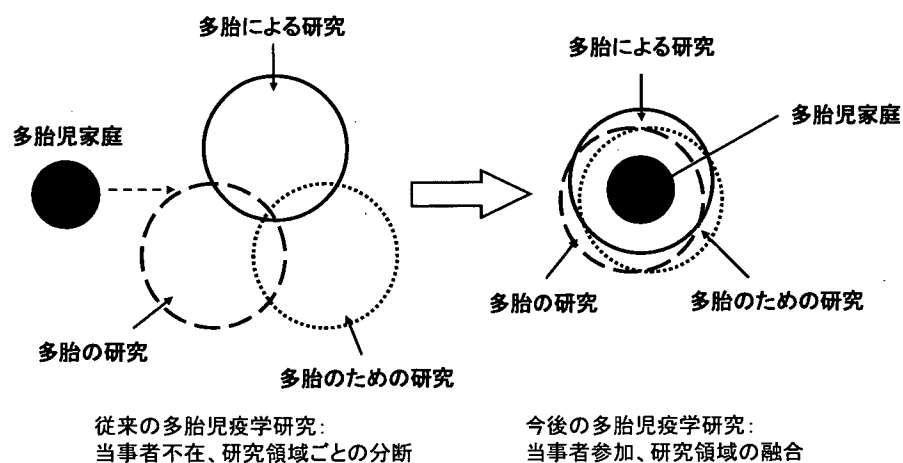 多胎による研究
多胎児家庭
多胎の研究
多胎のための研究
従来の多胎児疫学研究:
当事者不在、研究領域ごとの分断
多胎による研究
多胎児家庭
多胎の研究
多胎のための研究
今後の多胎児疫学研究:
当事者参加、研究領域の融合